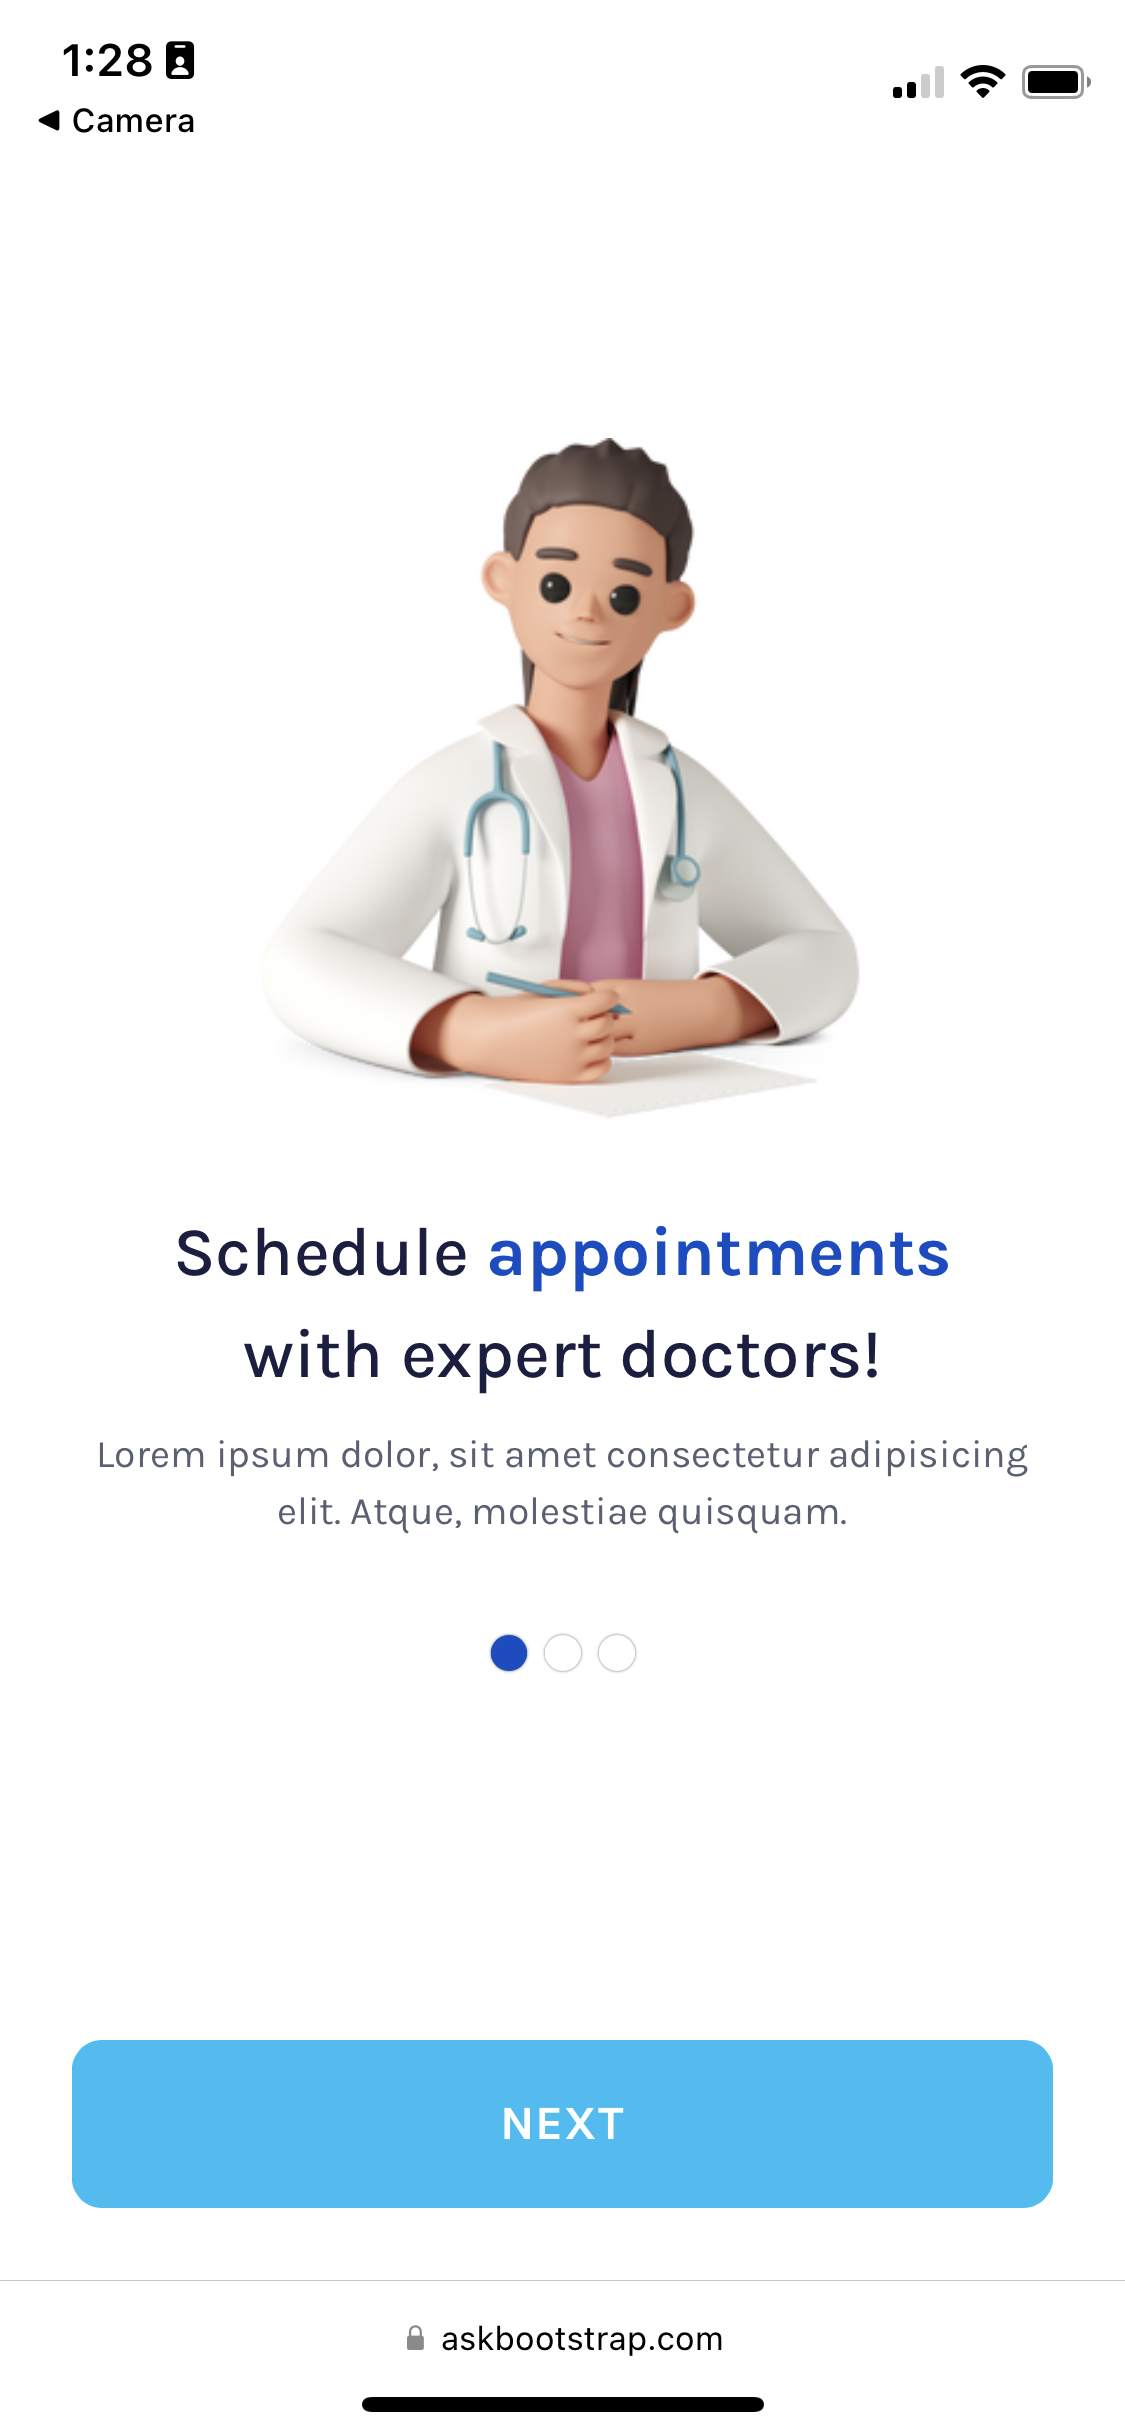 1:28
Camera
Schedule appointments
with expert doctors!
Lorem ipsum dolor, sit amet consectetur adipisicing
elit. Atque, molestiae quisquam.
NEXT
askbootstrap.com